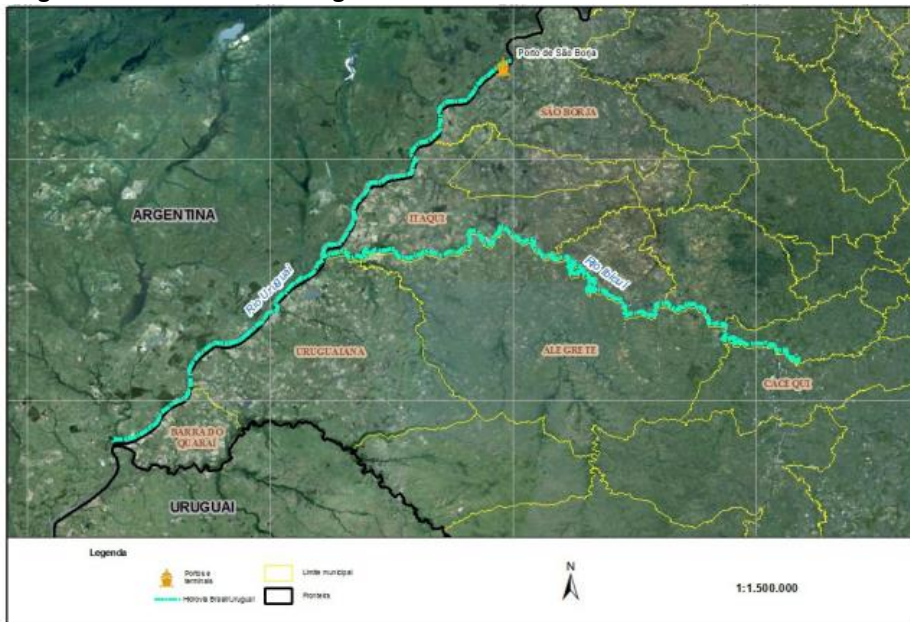 Porto de São Borja
SÃO BORJA
ARGENTINA
ITAQUI
Rio Uruguai
Rio Ibicuí
URUGUAIANA
ALEGRETE
CACEQUI
BARRA DO
QUARAÍ
URUGUAI
Legenda
Portos e
terminais
Limite municipal
Hidrovia Brasil/Uruguai
Fronteira
N
1:1.500.000